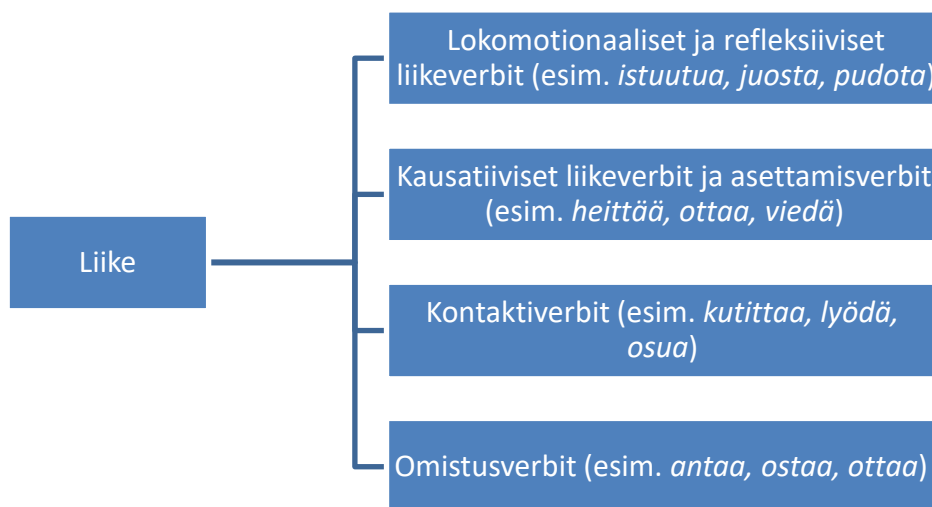 Lokomotionaaliset ja refleksiiviset
liikeverbit (esim. istuutua, juosta, pudota)
Kausatiiviset liikeverbit ja asettamisverbit
(esim. heittää, ottaa, viedä)
Liike
Kontaktiverbit (esim. kutittaa, lyödä,
osua)
Omistusverbit (esim. antaa, ostaa, ottaa)